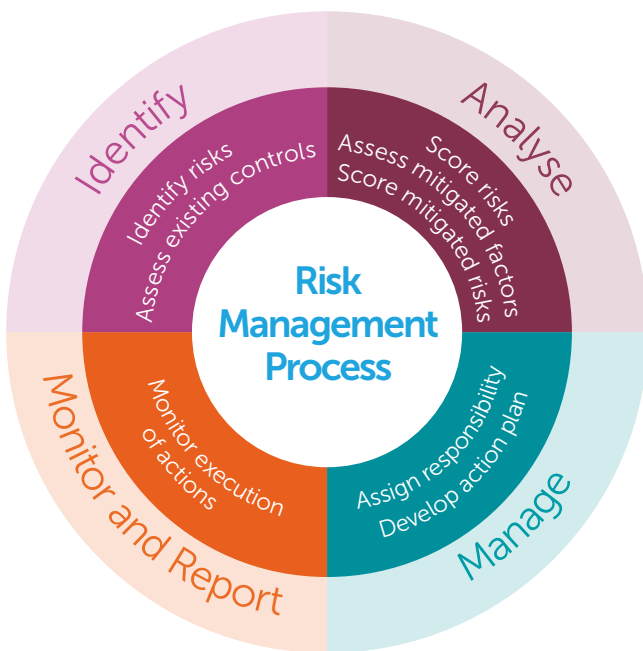 Identify
Identify risks
Assess existing controls
Analyse
Score risks
Assess mitigated factors
Score mitigated risks
Risk
Management
Process
Monitor and Report
Monitor execution
of actions
Manage
Assign responsibility
Develop action plan